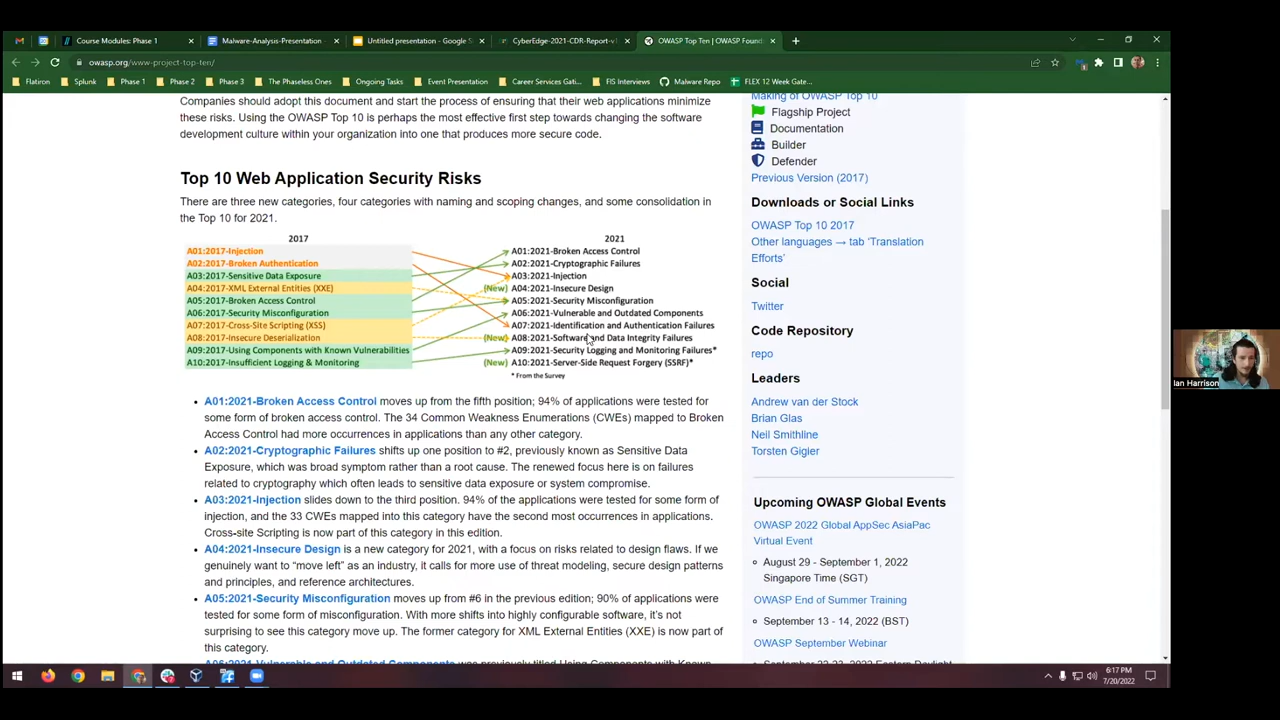 Course Modules: Phase 1
Malware-Analysis-Presentation
Untitled presentation - Google S
CyberEdge-2021-CDR-Report-v1
OWASP Top Ten | OWASP Found
owasp.org/www-project-top-ten/
Flatiron
Splunk
Phase 1
Phase 2
Phase 3
The Phaseless Ones
Ongoing Tasks
Event Presentation
Career Services Gati...
FIS Interviews
Malware Repo
FLEX 12 Week Gate...
Companies should adopt this document and start the process of ensuring that their web applications minimize
these risks. Using the OWASP Top 10 is perhaps the most effective first step towards changing the software
development culture within your organization into one that produces more secure code.
Top 10 Web Application Security Risks
There are three new categories, four categories with naming and scoping changes, and some consolidation in
the Top 10 for 2021.
2017
A01:2017-Injection
A02:2017-Broken Authentication
A03:2017-Sensitive Data Exposure
A04:2017-XML External Entities (XXE)
A05:2017-Broken Access Control
A06:2017-Security Misconfiguration
A07:2017-Cross-Site Scripting (XSS)
A08:2017-Insecure Deserialization
A09:2017-Using Components with Known Vulnerabilities
A10:2017-Insufficient Logging & Monitoring
2021
A01:2021-Broken Access Control
A02:2021-Cryptographic Failures
A03:2021-Injection
(New) A04:2021-Insecure Design
A05:2021-Security Misconfiguration
A06:2021-Vulnerable and Outdated Components
A07:2021-Identification and Authentication Failures
(New) A08:2021-Software and Data Integrity Failures
A09:2021-Security Logging and Monitoring Failures*
(New) A10:2021-Server-Side Request Forgery (SSRF)*
* From the Survey
A01:2021-Broken Access Control moves up from the fifth position; 94% of applications were tested for
some form of broken access control. The 34 Common Weakness Enumerations (CWEs) mapped to Broken
Access Control had more occurrences in applications than any other category.
A02:2021-Cryptographic Failures shifts up one position to #2, previously known as Sensitive Data
Exposure, which was broad symptom rather than a root cause. The renewed focus here is on failures
related to cryptography which often leads to sensitive data exposure or system compromise.
A03:2021-Injection slides down to the third position. 94% of the applications were tested for some form of
injection, and the 33 CWEs mapped into this category have the second most occurrences in applications.
Cross-site Scripting is now part of this category in this edition.
A04:2021-Insecure Design is a new category for 2021, with a focus on risks related to design flaws. If we
genuinely want to “move left” as an industry, it calls for more use of threat modeling, secure design patterns
and principles, and reference architectures.
A05:2021-Security Misconfiguration moves up from #6 in the previous edition; 90% of applications were
tested for some form of misconfiguration. With more shifts into highly configurable software, it’s not
surprising to see this category move up. The former category for XML External Entities (XXE) is now part of
this category.
A06:2021-Vulnerable and Outdated Components was previously titled Using Components with Known
Making of OWASP Top 10
Flagship Project
Documentation
Builder
Defender
Previous Version (2017)
Downloads or Social Links
OWASP Top 10 2017
Other languages → tab ‘Translation
Efforts’
Social
Twitter
Code Repository
repo
Leaders
Andrew van der Stock
Brian Glas
Neil Smithline
Torsten Gigler
Upcoming OWASP Global Events
OWASP 2022 Global AppSec AsiaPac
Virtual Event
August 29 - September 1, 2022
Singapore Time (SGT)
OWASP End of Summer Training
September 13 - 14, 2022 (BST)
OWASP September Webinar
Ian Harrison
6:17 PM
7/20/2022